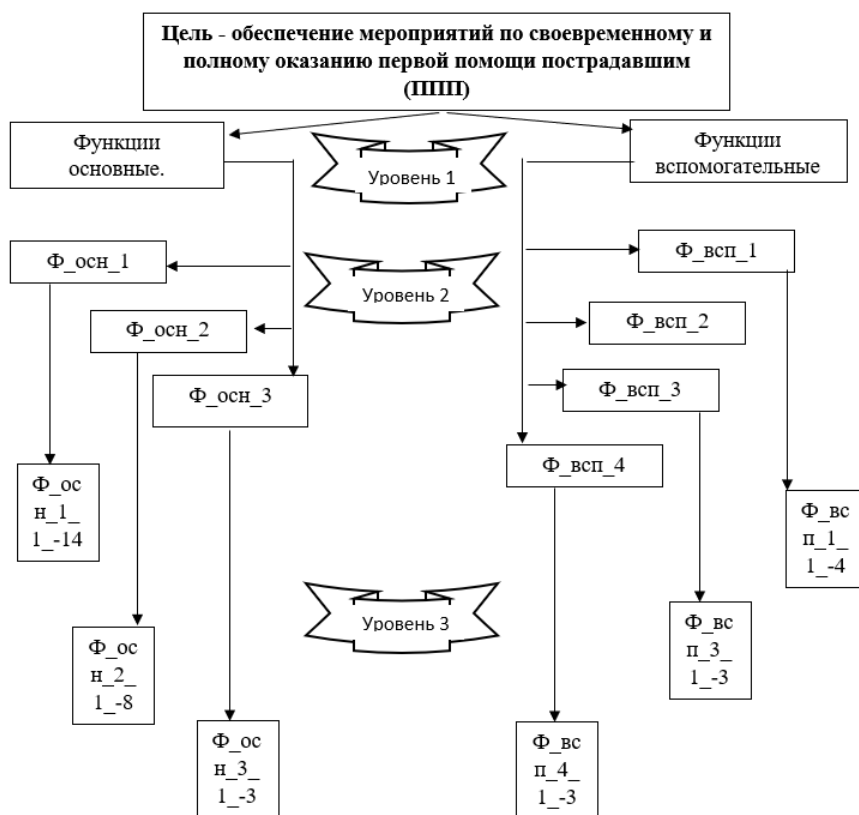 Цель - обеспечение мероприятий по своевременному и
полному оказанию первой помощи пострадавшим
(ППП)
Функции
основные.
Уровень 1
Функции
вспомогательные
Ф_осн_1
Уровень 2
Ф_всп_1
Ф_осн_2
Ф_всп_2
Ф_осн_3
Ф_всп_3
Ф_всп_4
Ф_ос
н_1_
1_-14
Ф_вс
п_1_
1_-4
Уровень 3
Ф_ос
н_2_
1_-8
Ф_вс
п_3_
1_-3
Ф_ос
н_3_
1_-3
Ф_вс
п_4_
1_-3